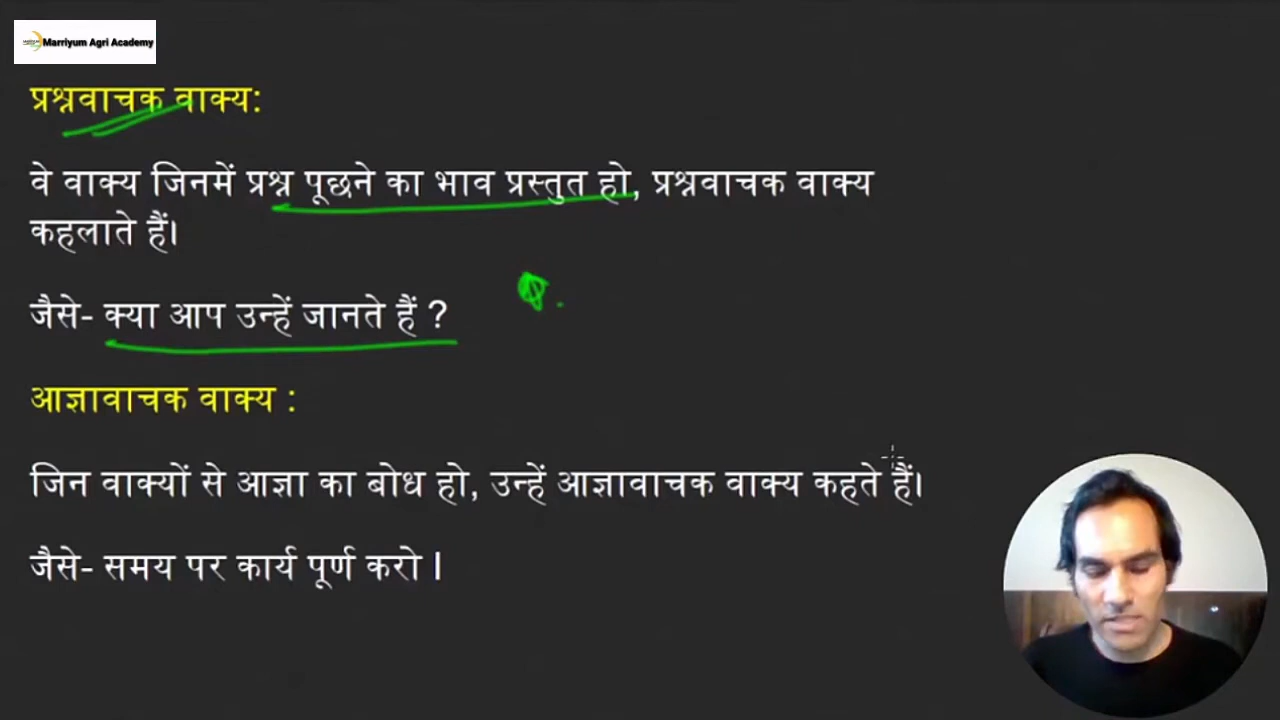 Marriyum Agri Academy
प्रश्नवाचक वाक्य:
वे वाक्य जिनमें प्रश्न पूछने का भाव प्रस्तुत हो, प्रश्नवाचक वाक्य
कहलाते हैं।
जैसे- क्या आप उन्हें जानते हैं ?
आज्ञावाचक वाक्य :
जिन वाक्यों से आज्ञा का बोध हो, उन्हें आज्ञावाचक वाक्य कहते हैं।
जैसे- समय पर कार्य पूर्ण करो l